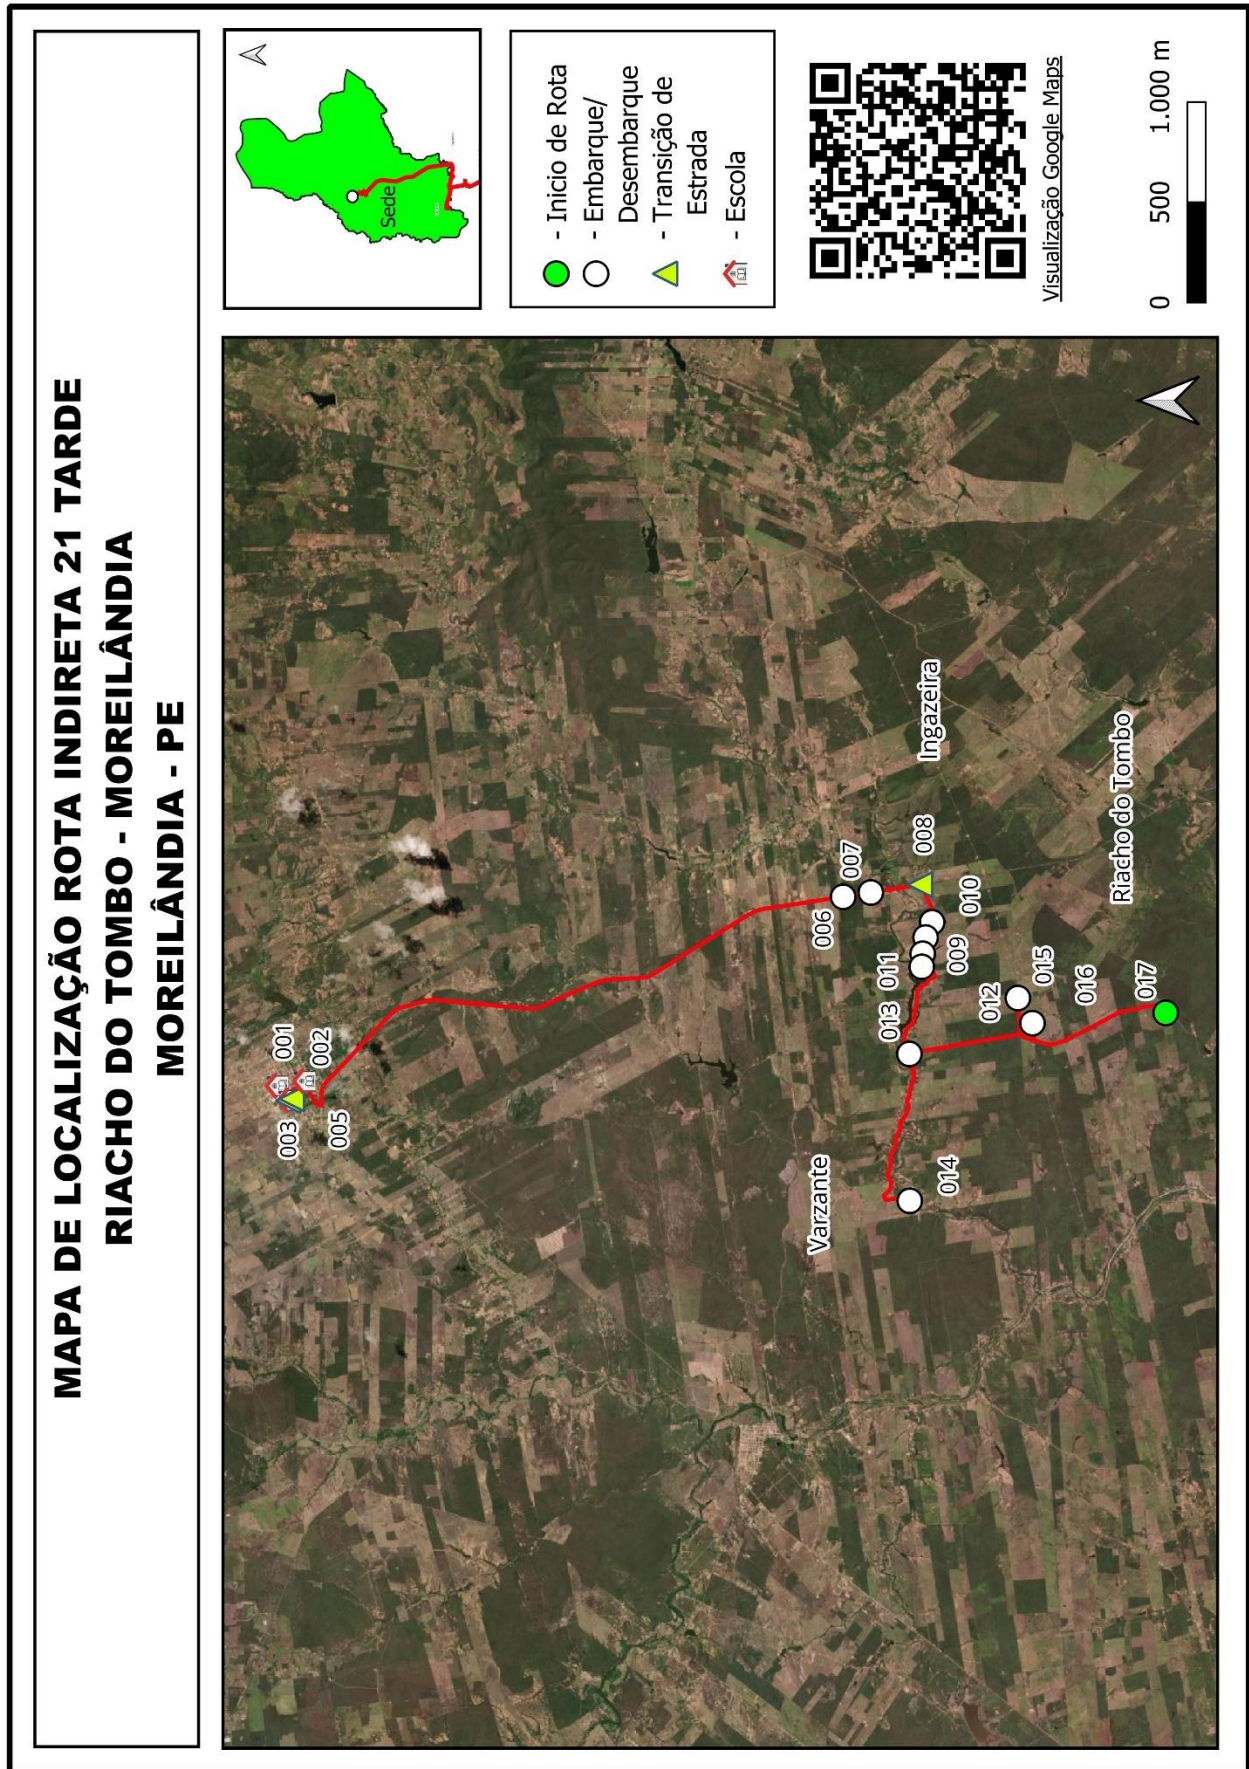 MAPA DE LOCALIZAÇÃO ROTA INDIRETA 21 TARDE
RIACHO DO TOMBO - MOREILÂNDIA
MOREILÂNDIA - PE
001
002
003
005
006
007
008
Ingazeira
010
009
011
013
012
015
016
017
Riacho do Tombo
014
Varzante
Sede
- Inicio de Rota
- Embarque/
Desembarque
- Transição de
Estrada
- Escola
Visualização Google Maps
0
500
1.000 m